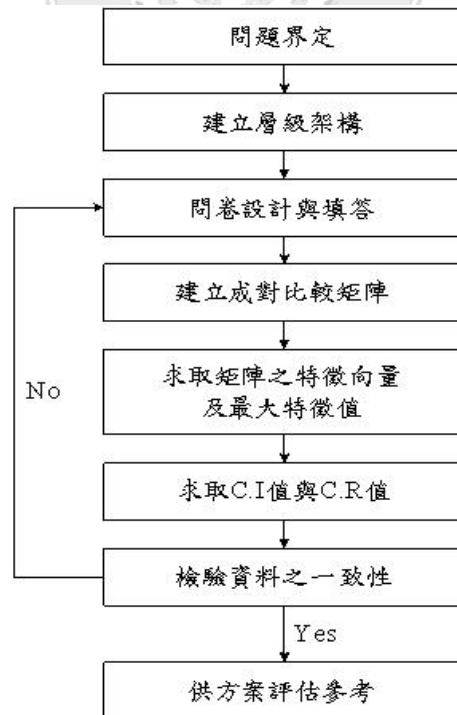 問題界定
建立層級架構
問卷設計與填答
建立成對比較矩陣
求取矩陣之特徵向量
及最大特徵值
No
求取C.I值與C.R值
檢驗資料之一致性
Yes
供方案評估參考